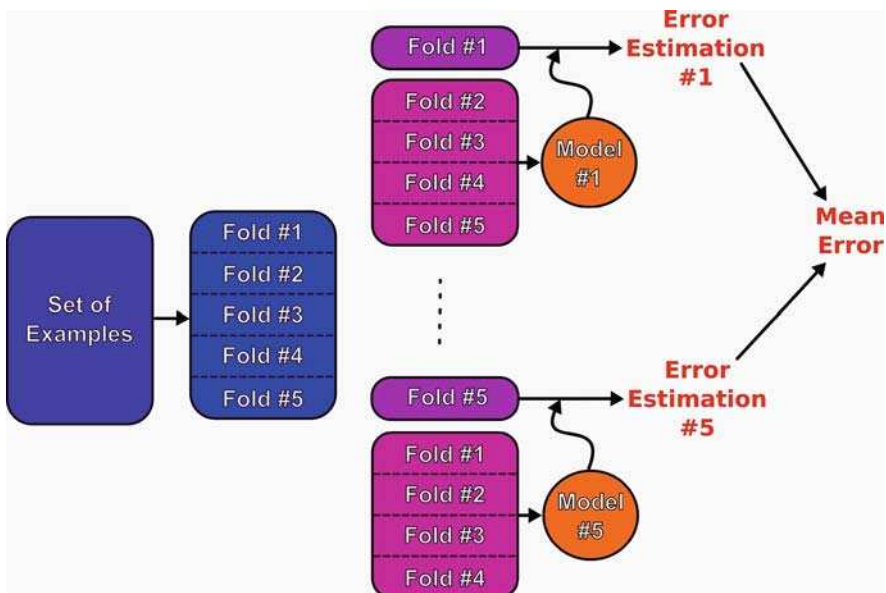 Set of
Examples
Fold #1
Fold #2
Fold #3
Fold #4
Fold #5
Fold #1
Fold #2
Fold #3
Fold #4
Fold #5
Model
#1
Error
Estimation
#1
Fold #5
Fold #1
Fold #2
Fold #3
Fold #4
Model
#5
Error
Estimation
#5
Mean
Error